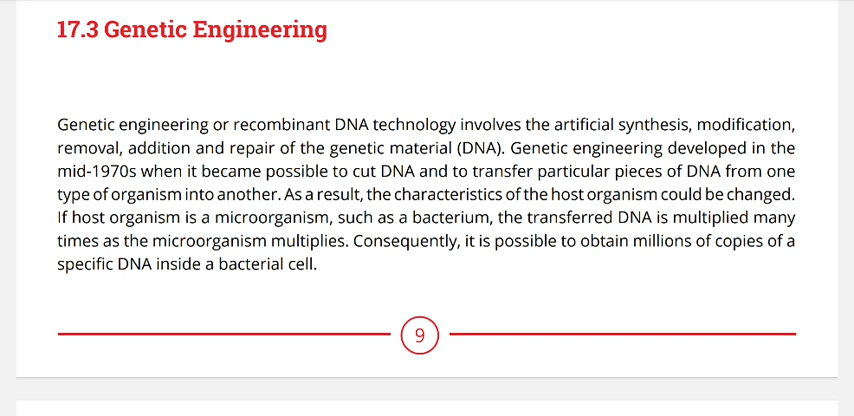 17.3 Genetic Engineering
Genetic engineering or recombinant DNA technology involves the artificial synthesis, modification,
removal, addition and repair of the genetic material (DNA). Genetic engineering developed in the
mid-1970s when it became possible to cut DNA and to transfer particular pieces of DNA from one
type of organism into another. As a result, the characteristics of the host organism could be changed.
If host organism is a microorganism, such as a bacterium, the transferred DNA is multiplied many
times as the microorganism multiplies. Consequently, it is possible to obtain millions of copies of a
specific DNA inside a bacterial cell.
9